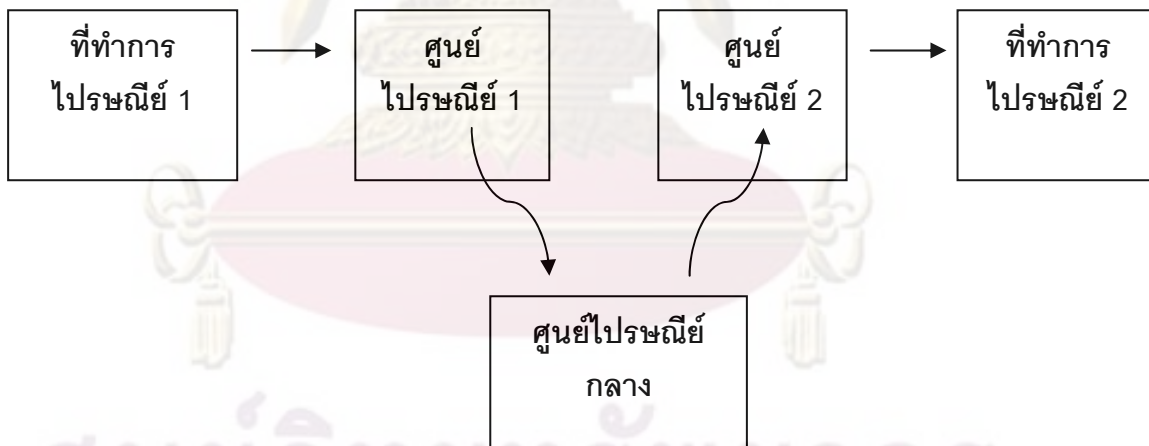 ที่ทำการ
ไปรษณีย์ 1
ศูนย์
ไปรษณีย์ 1
ศูนย์
ไปรษณีย์ 2
ที่ทำการ
ไปรษณีย์ 2
ศูนย์ไปรษณีย์
กลาง